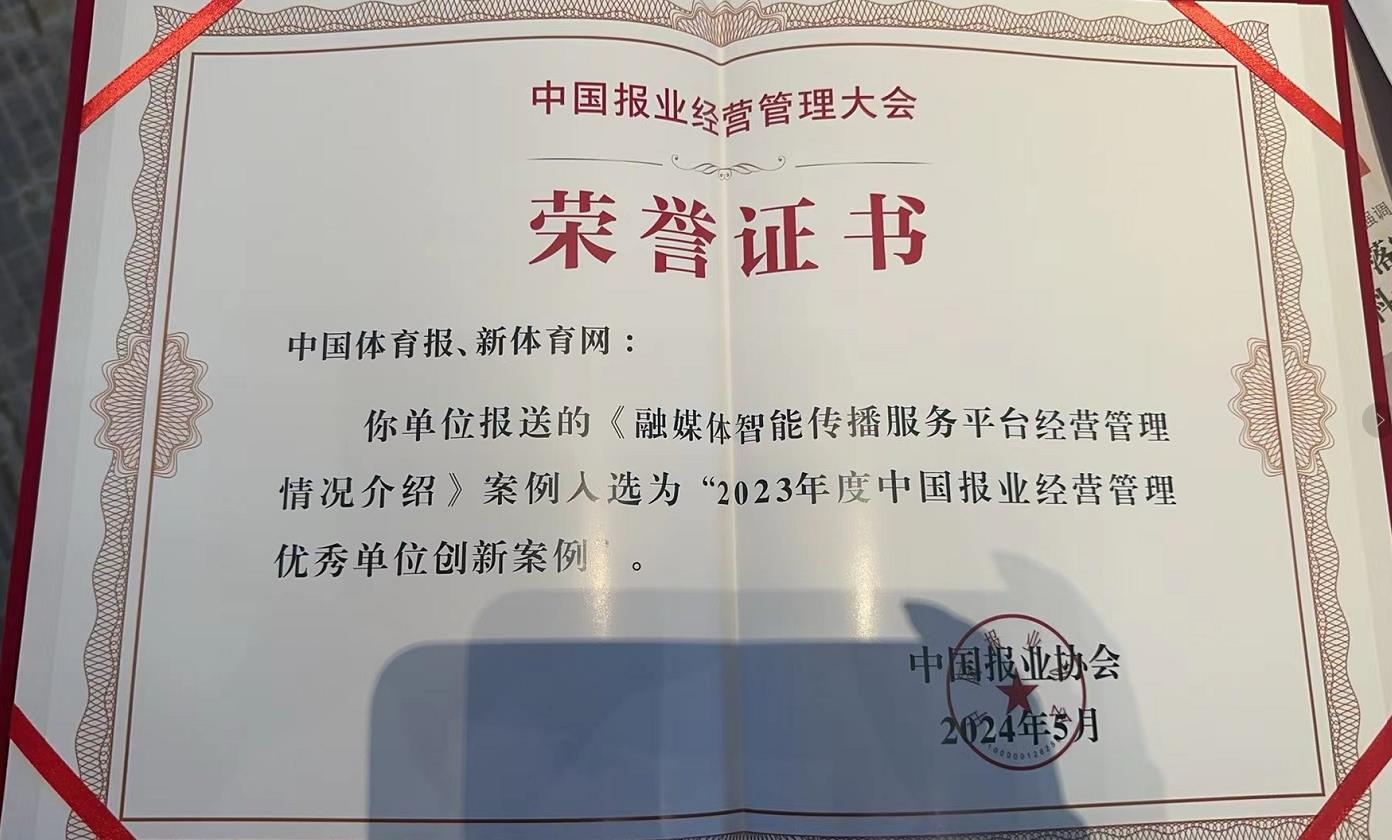 中国报业经营管理大会
荣誉证书
中国体育报、新体育网：
你单位报送的《融媒体智能传播服务平台经营管理
情况介绍》案例入选为“2023年度中国报业经营管理
优秀单位创新案例”。
中国报业协会
2024年5月